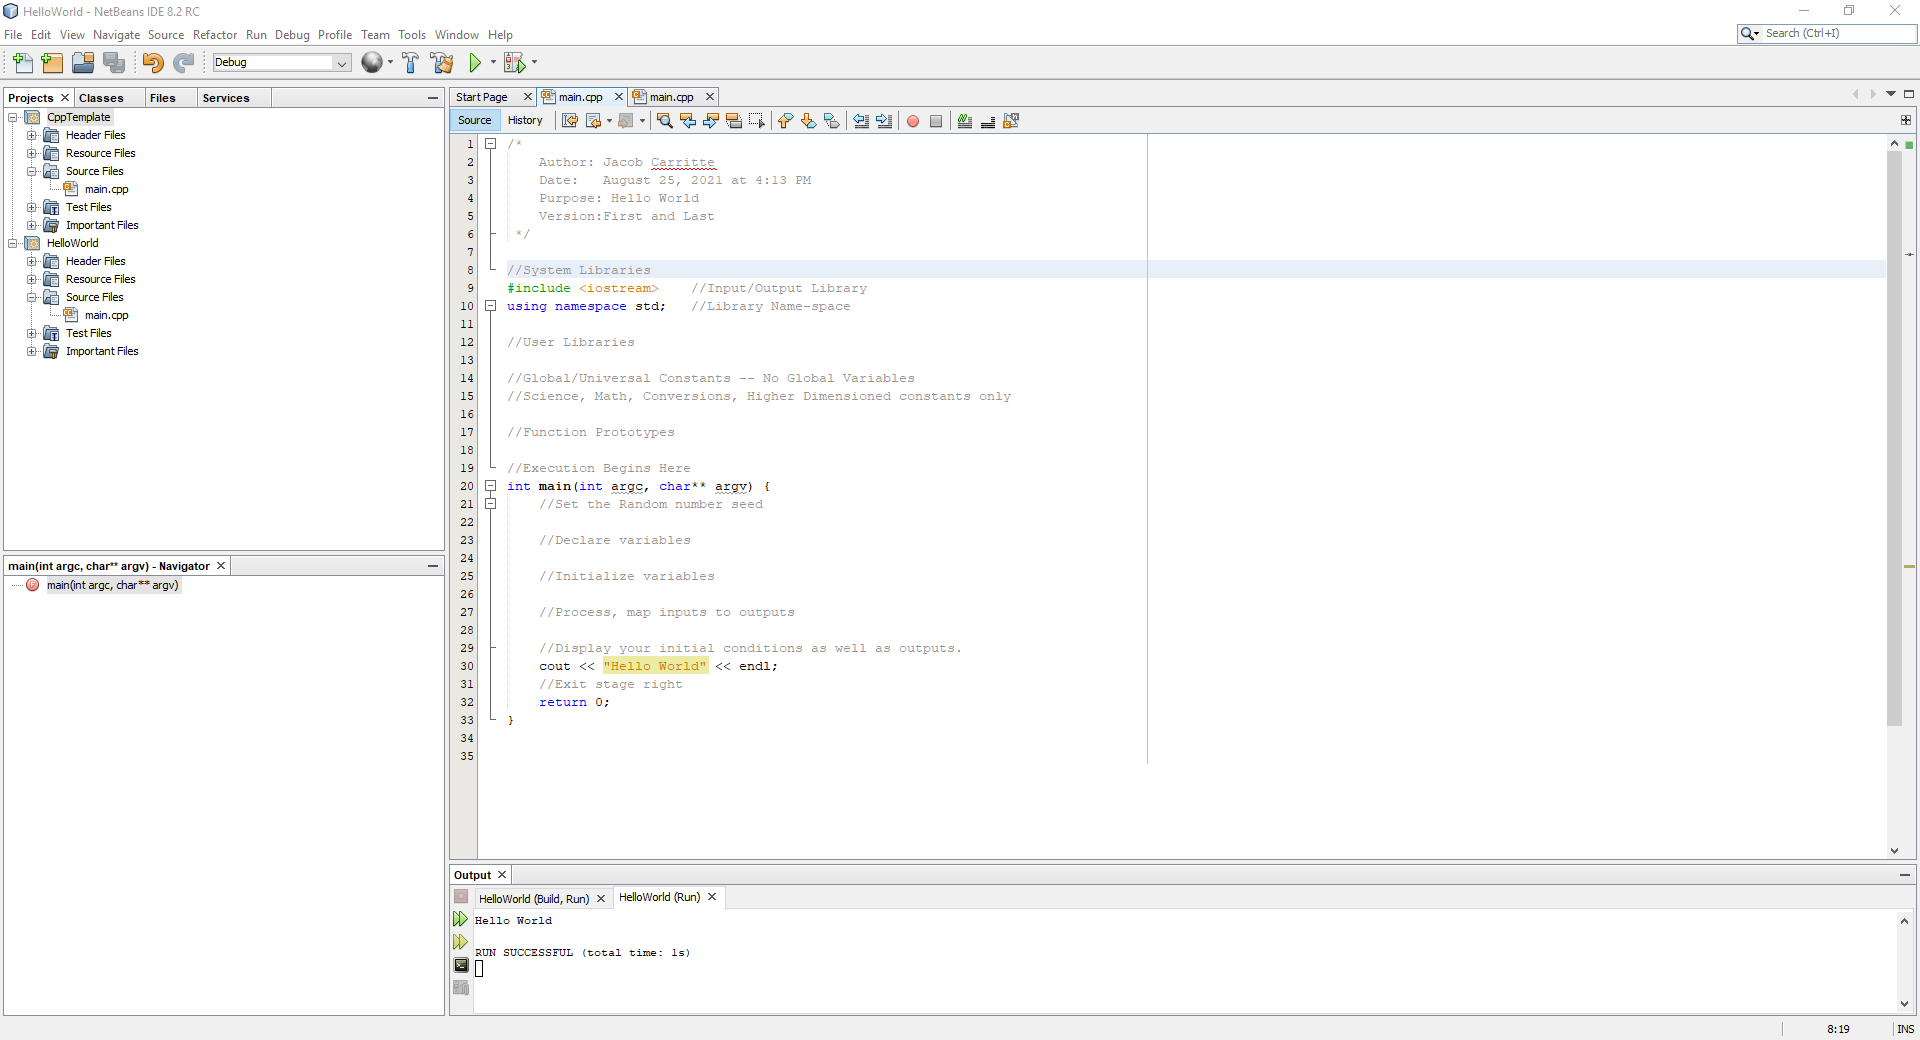 HelloWorld - NetBeans IDE 8.2 RC
File Edit View Navigate Source Refactor Run Debug Profile Team Tools Window Help
Search (Ctrl+I)
Debug
Projects Classes Files Services
CppTemplate
Header Files
Resource Files
Source Files
main.cpp
Test Files
Important Files
HelloWorld
Header Files
Resource Files
Source Files
main.cpp
Test Files
Important Files
main(int argc, char** argv) - Navigator
main(int argc, char** argv)
Start Page main.cpp main.cpp
Source History
1 /*
2 Author: Jacob Carritte
3 Date:   August 25, 2021 at 4:13 PM
4 Purpose: Hello World
5 Version:First and Last
6 */
7
8 //System Libraries
9 #include <iostream>    //Input/Output Library
10 using namespace std;   //Library Name-space
11
12 //User Libraries
13
14 //Global/Universal Constants -- No Global Variables
15 //Science, Math, Conversions, Higher Dimensioned constants only
16
17 //Function Prototypes
18
19 //Execution Begins Here
20 int main(int argc, char** argv) {
21 //Set the Random number seed
22
23 //Declare variables
24
25 //Initialize variables
26
27 //Process, map inputs to outputs
28
29 //Display your initial conditions as well as outputs.
30 cout << "Hello World" << endl;
31 //Exit stage right
32 return 0;
33 }
34
35
Output
HelloWorld (Build, Run) HelloWorld (Run)
Hello World
RUN SUCCESSFUL (total time: 1s)
8:19 INS